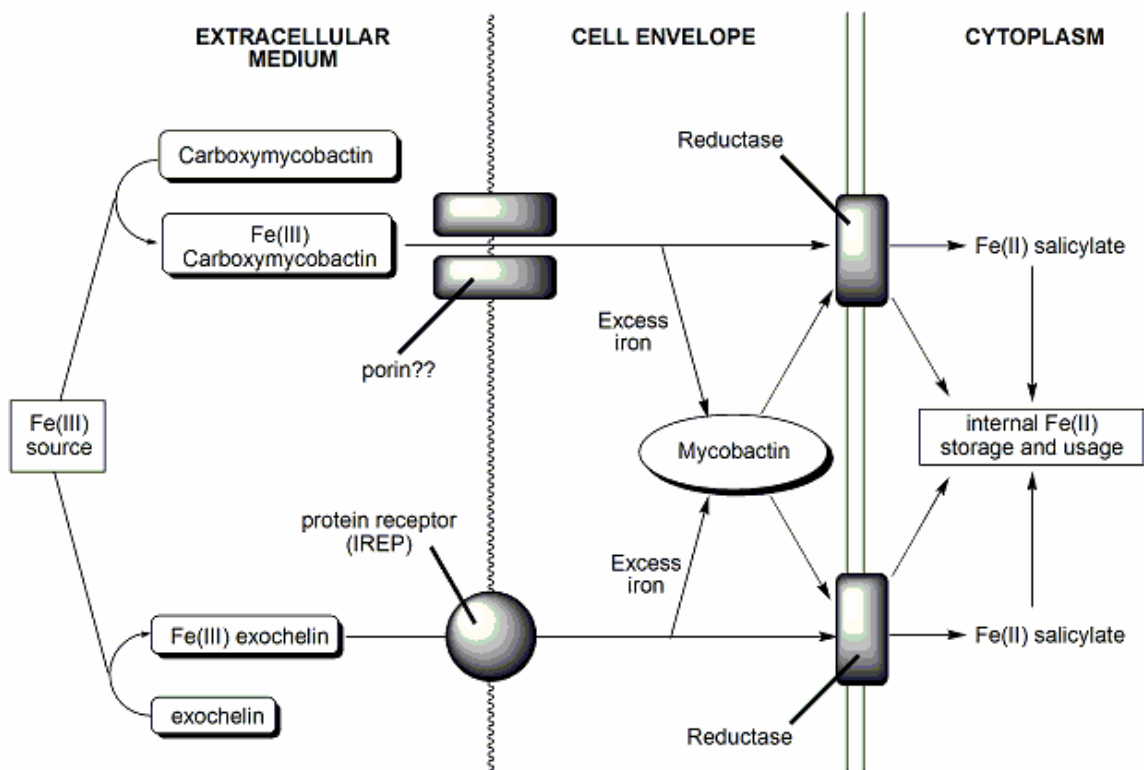 EXTRACELLULAR
MEDIUM
CELL ENVELOPE
CYTOPLASM
Carboxymycobactin
Fe(III)
Carboxymycobactin
Reductase
Fe(II) salicylate
porin??
Excess
iron
Fe(III)
source
Mycobactin
internal Fe(II)
storage and usage
protein receptor
(IREP)
Excess
iron
Fe(III) exochelin
Fe(II) salicylate
exochelin
Reductase